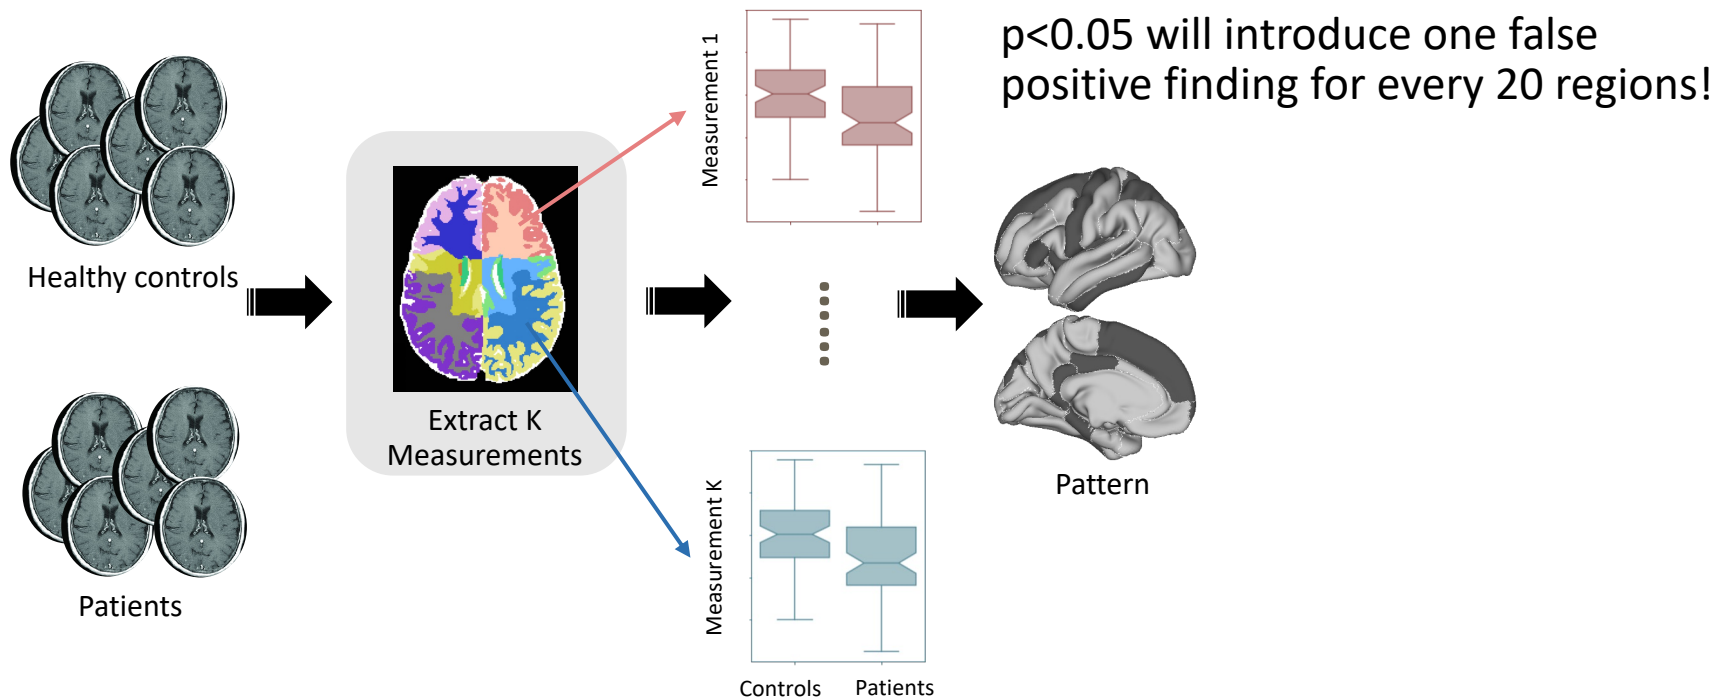 p<0.05 will introduce one false
positive finding for every 20 regions!
Healthy controls
Patients
Extract K
Measurements
Measurement 1
Measurement K
Controls
Patients
Pattern